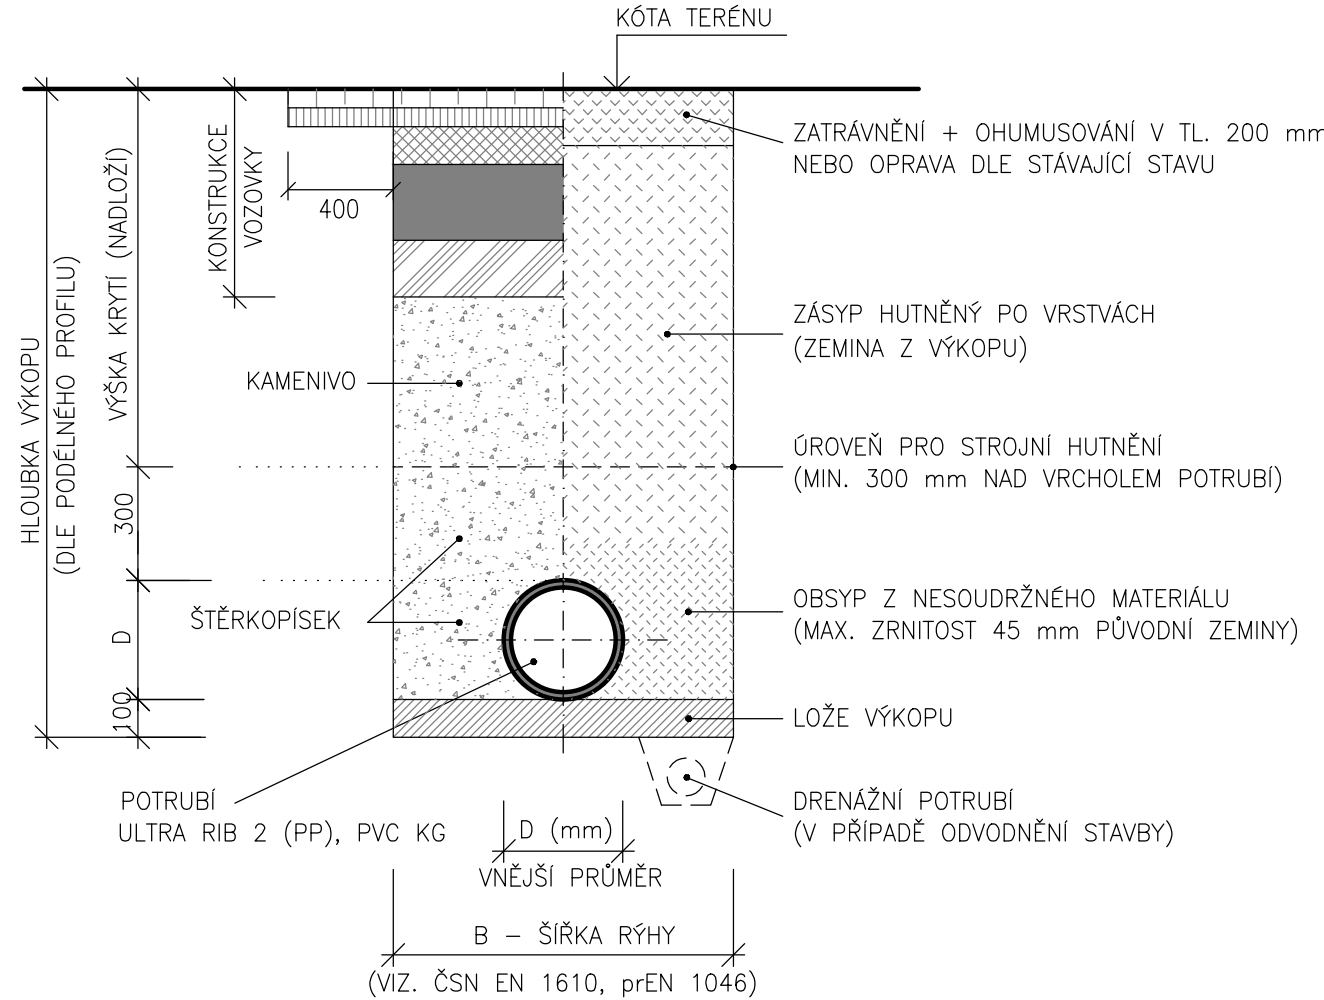 KÓTA TERÉNU
ZATRÁVNĚNÍ + OHUMUSOVÁNÍ V TL. 200 mm
NEBO OPRAVA DLE STÁVAJÍCÍ STAVU
KONSTRUKCE
VOZOVKY
400
VÝŠKA KRYTÍ (NADLOŽÍ)
HLOUBKA VÝKOPU
(DLE PODÉLNÉHO PROFILU)
ZÁSYP HUTNĚNÝ PO VRSTVÁCH
(ZEMINA Z VÝKOPU)
KAMENIVO
ÚROVEŇ PRO STROJNÍ HUTNĚNÍ
(MIN. 300 mm NAD VRCHOLEM POTRUBÍ)
300
ŠTĚRKOPÍSEK
OBSYP Z NESOUDRŽNÉHO MATERIÁLU
(MAX. ZRNITOST 45 mm PŮVODNÍ ZEMINY)
D
100
LOŽE VÝKOPU
POTRUBÍ
ULTRA RIB 2 (PP), PVC KG
DRENÁŽNÍ POTRUBÍ
(V PŘÍPADĚ ODVODNĚNÍ STAVBY)
D (mm)
VNĚJŠÍ PRŮMĚR
B – ŠÍŘKA RÝHY
(VIZ. ČSN EN 1610, prEN 1046)